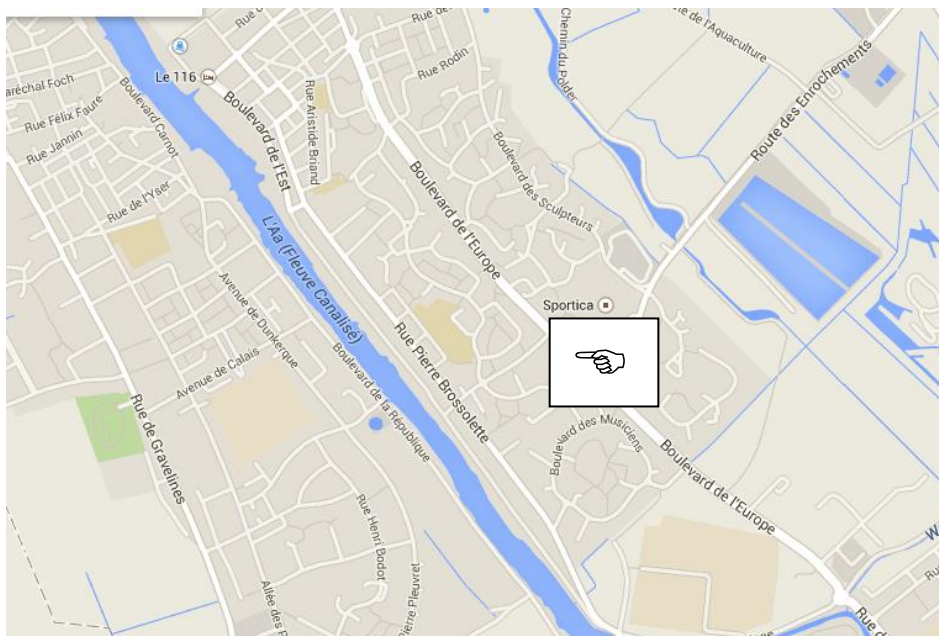 Rue de l'Aquaculture
Chemin du Polder
Route des Enrochements
Rue Rodin
Le 116
Maréchal Foch
Rue Félix Faure
Boulevard Carnot
Boulevard de l'Est
Rue Aristide Briand
Rue Jannin
Boulevard des Sculpteurs
Rue de l'Yser
L'Aa (Fleuve Canalisé)
Boulevard de l'Europe
Sportica
Avenue de Dunkerque
Avenue de Calais
Rue Pierre Brossolette
Boulevard de la République
Rue de Gravelines
Boulevard des Musiciens
Boulevard de l'Europe
Rue Henri Bodot
Pierre Pleuvret
Allée des P
Rue d